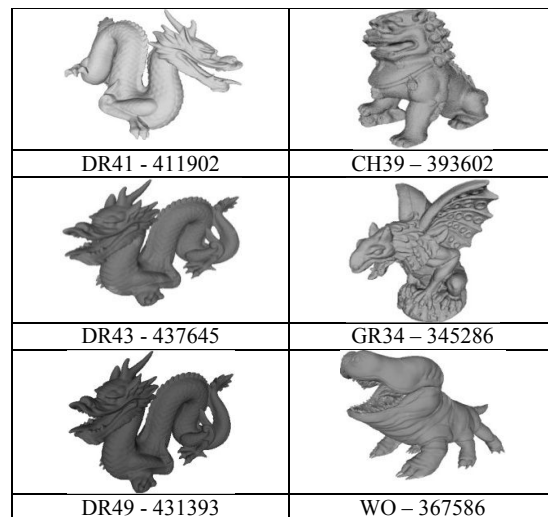 DR41 - 411902
CH39 – 393602
DR43 - 437645
GR34 – 345286
DR49 - 431393
WO – 367586